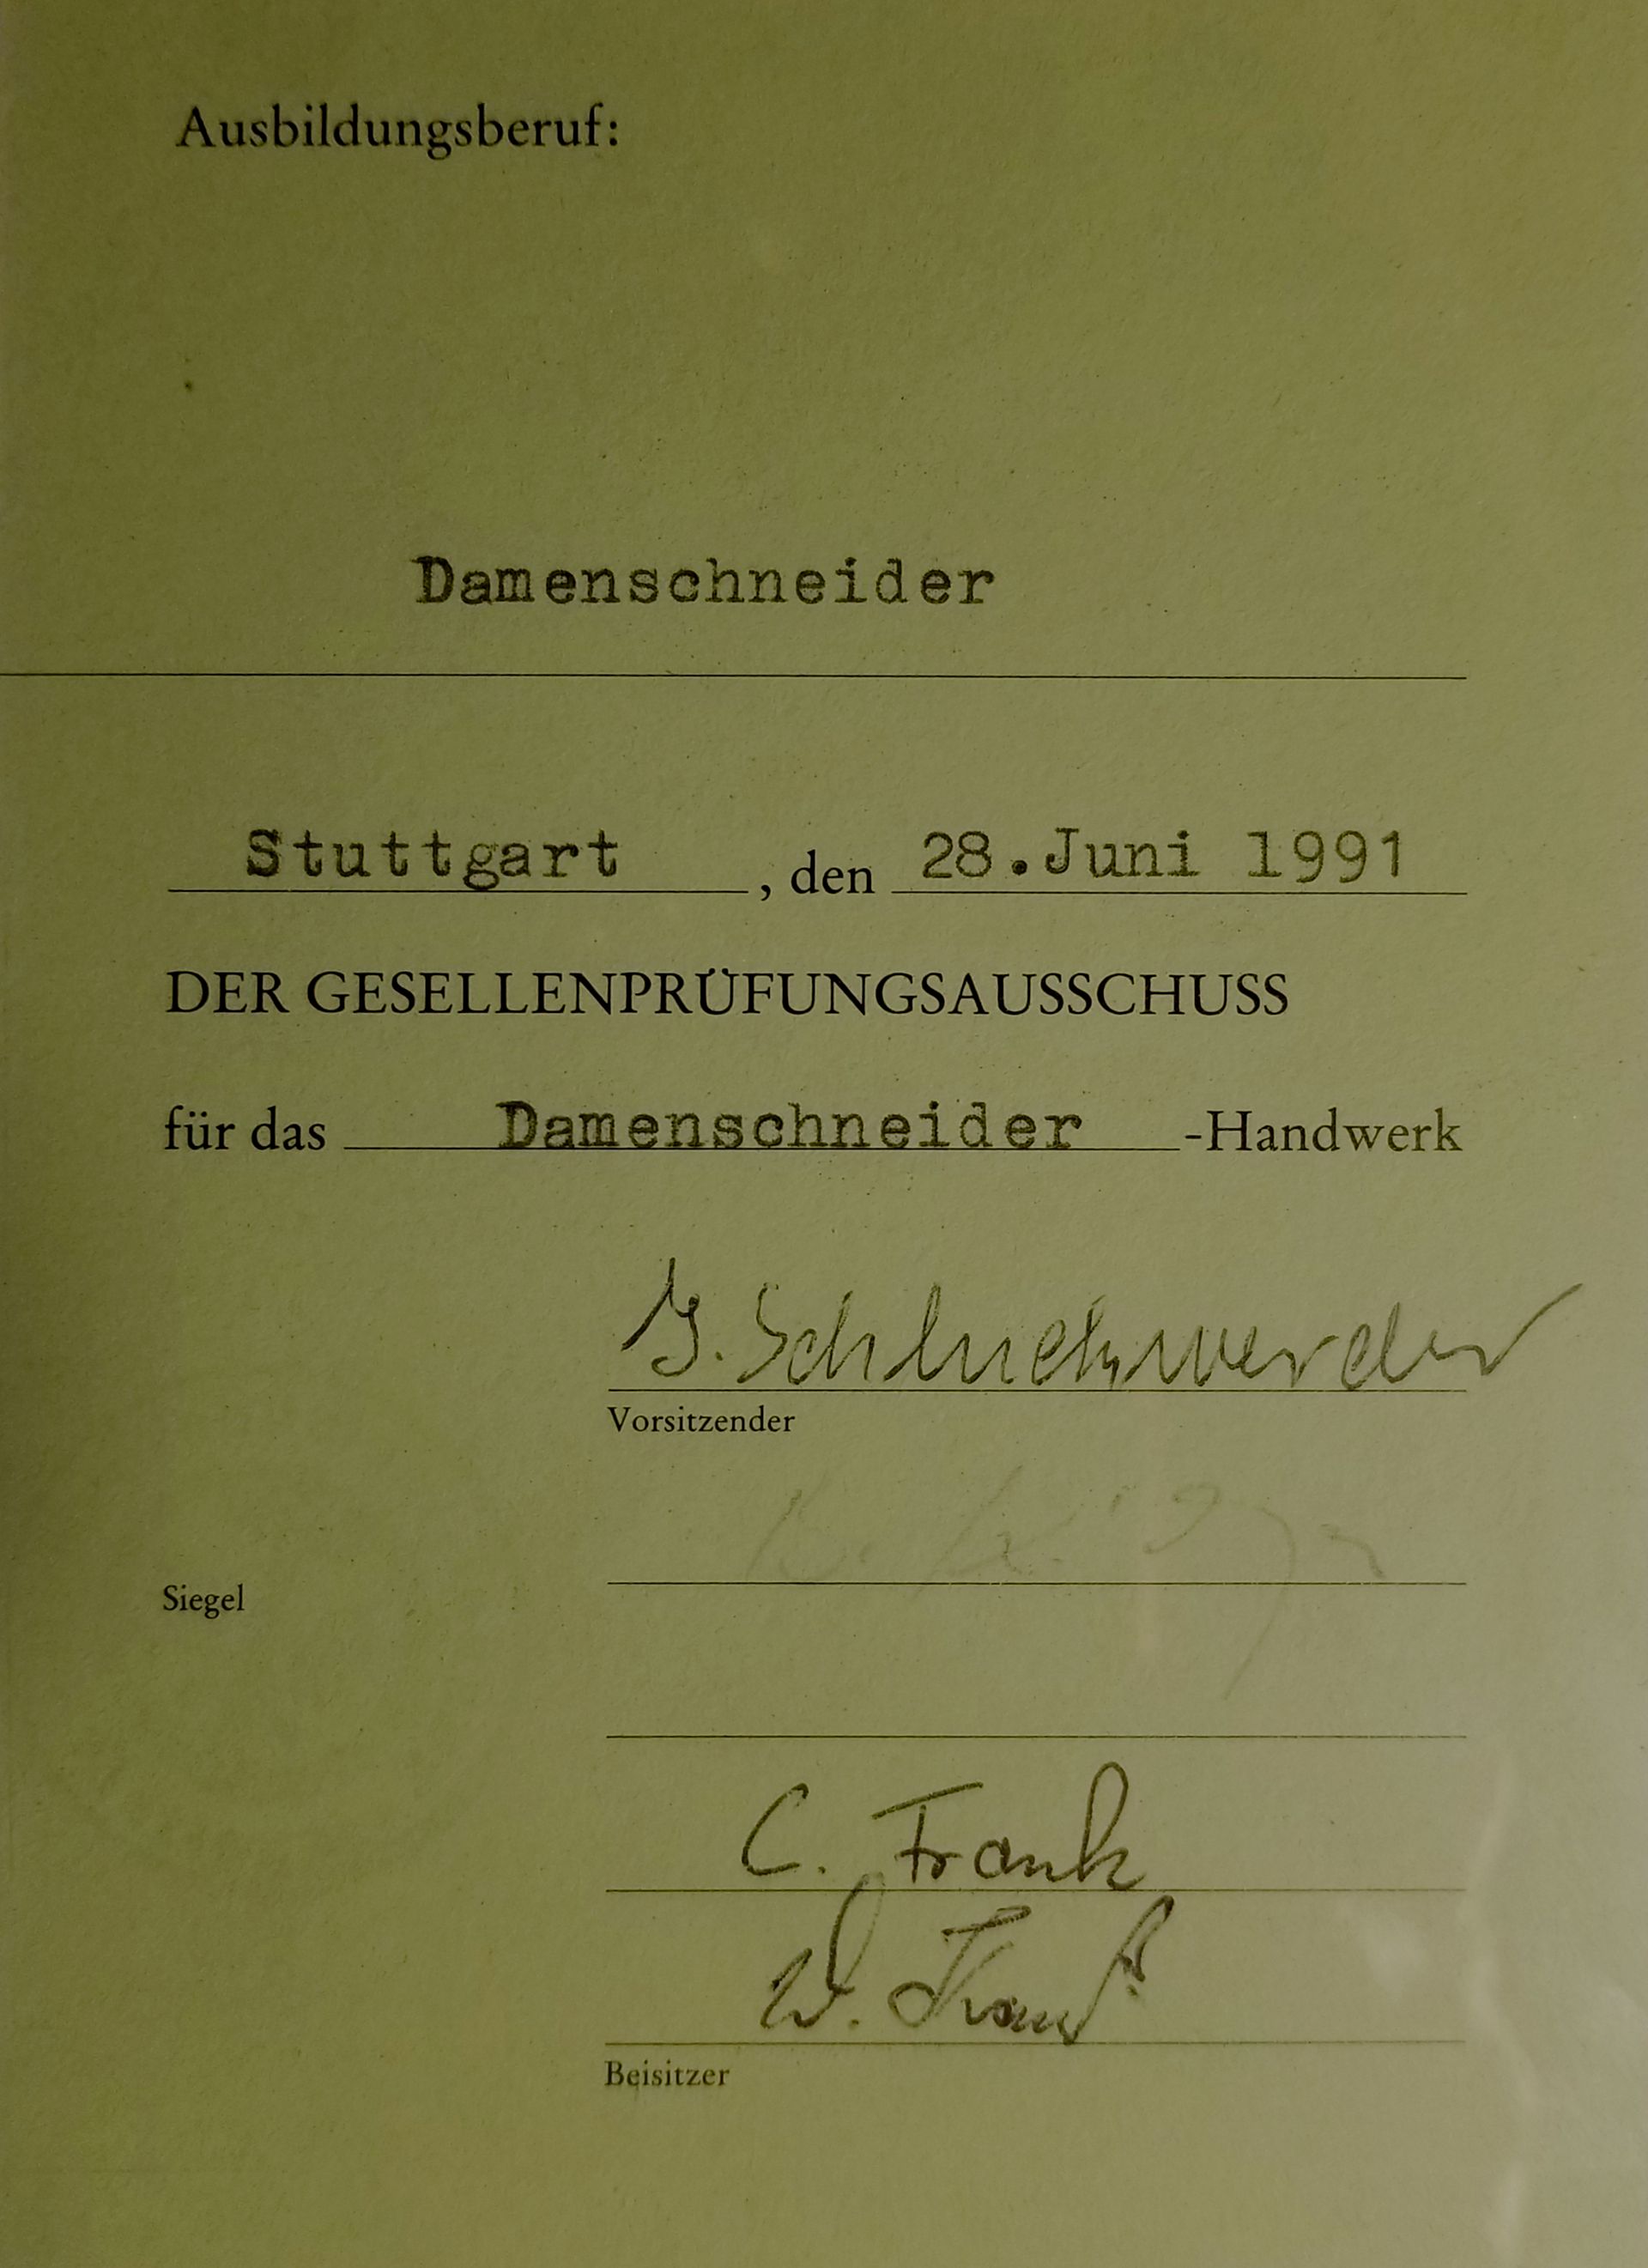 Ausbildungsberuf:
Damenschneider
Stuttgart, den 28.Juni 1991
DER GESELLENPRÜFUNGSAUSSCHUSS
für das Damenschneider-Handwerk
Vorsitzender
Siegel
C. Frank
Beisitzer